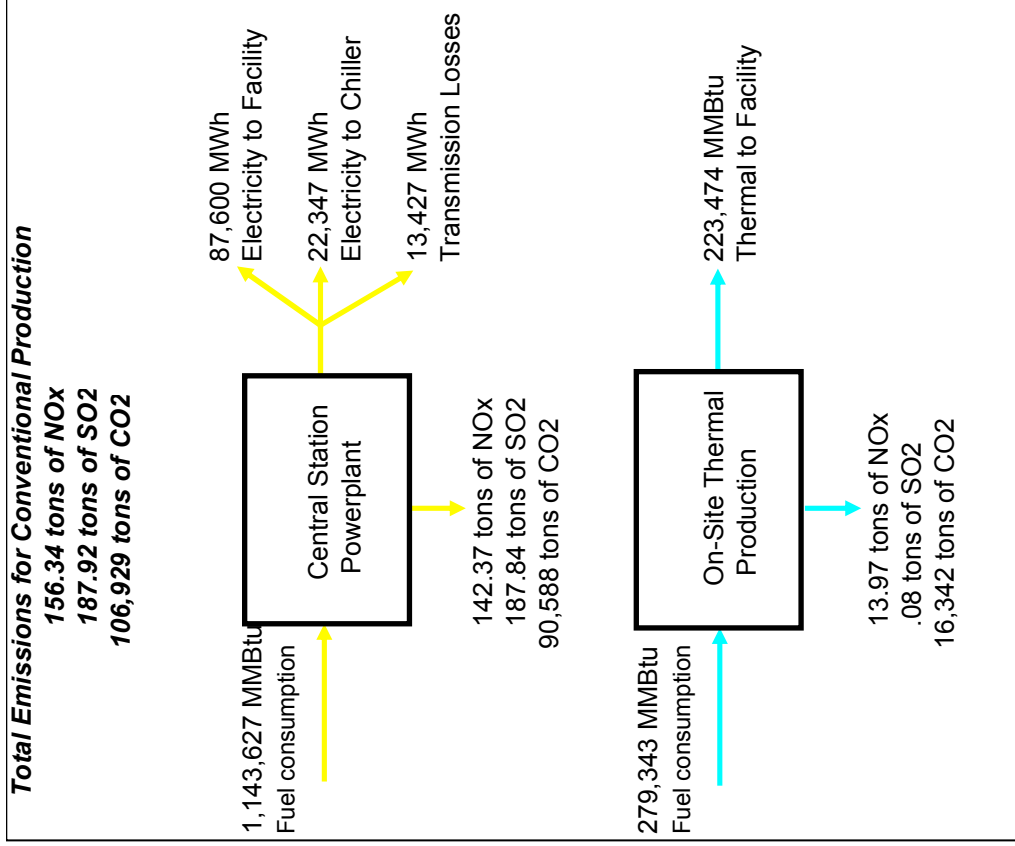 Total Emissions for Conventional Production
156.34 tons of NOx
187.92 tons of SO2
106,929 tons of CO2
1,143,627 MMBtu
Fuel consumption
Central Station
Powerplant
87,600 MWh
Electricity to Facility
22,347 MWh
Electricity to Chiller
13,427 MWh
Transmission Losses
142.37 tons of NOx
187.84 tons of SO2
90,588 tons of CO2
279,343 MMBtu
Fuel consumption
On-Site Thermal
Production
223,474 MMBtu
Thermal to Facility
13.97 tons of NOx
.08 tons of SO2
16,342 tons of CO2